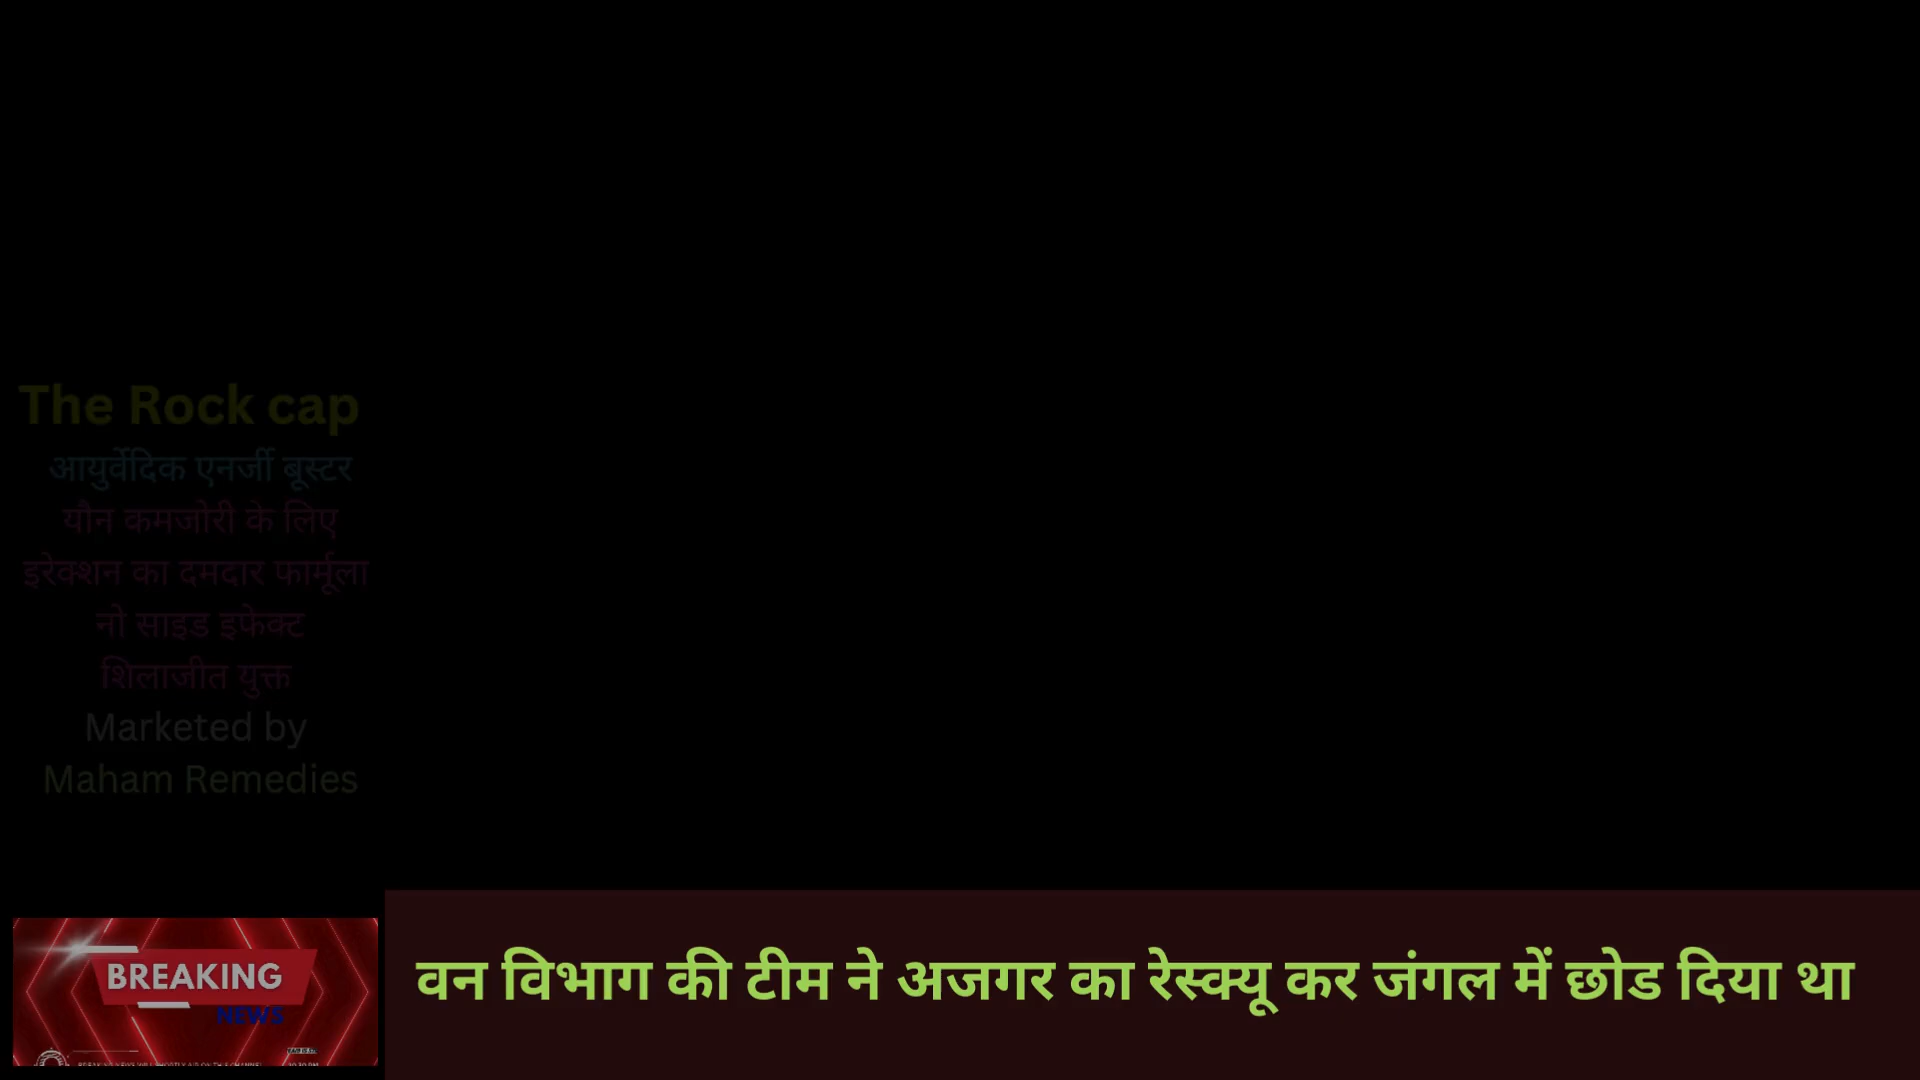 The Rock cap
आयुर्वेदिक एनर्जी बूस्टर
यौन कमजोरी के लिए
इरेक्शन का दमदार फार्मूला
नो साइड इफेक्ट
शिलाजीत युक्त
Marketed by
Maham Remedies
BREAKING
NEWS
वन विभाग की टीम ने अजगर का रेस्क्यू कर जंगल में छोड दिया था